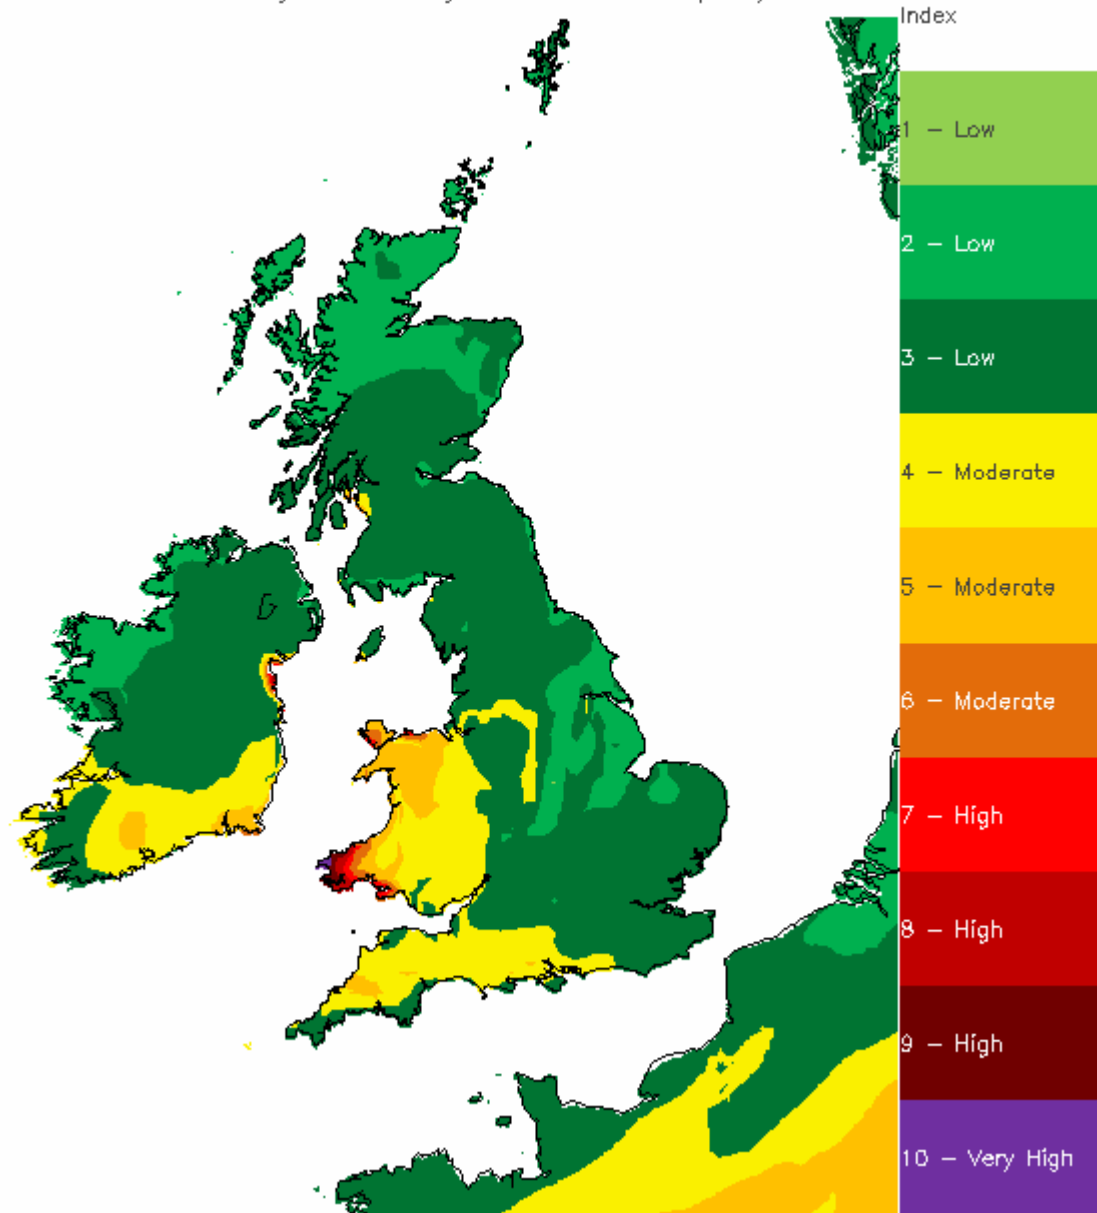 Index
1 – Low
2 – Low
3 – Low
4 – Moderate
5 – Moderate
6 – Moderate
7 – High
8 – High
9 – High
10 – Very High